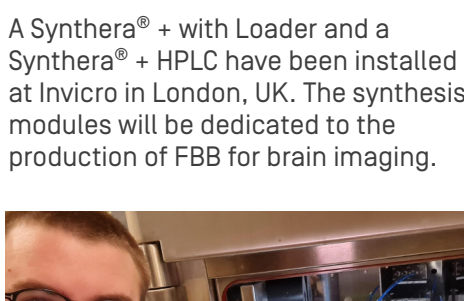 A Synthera® + with Loader and a
Synthera® + HPLC have been installed
at Invicro in London, UK. The synthesis
modules will be dedicated to the
production of FBB for brain imaging.